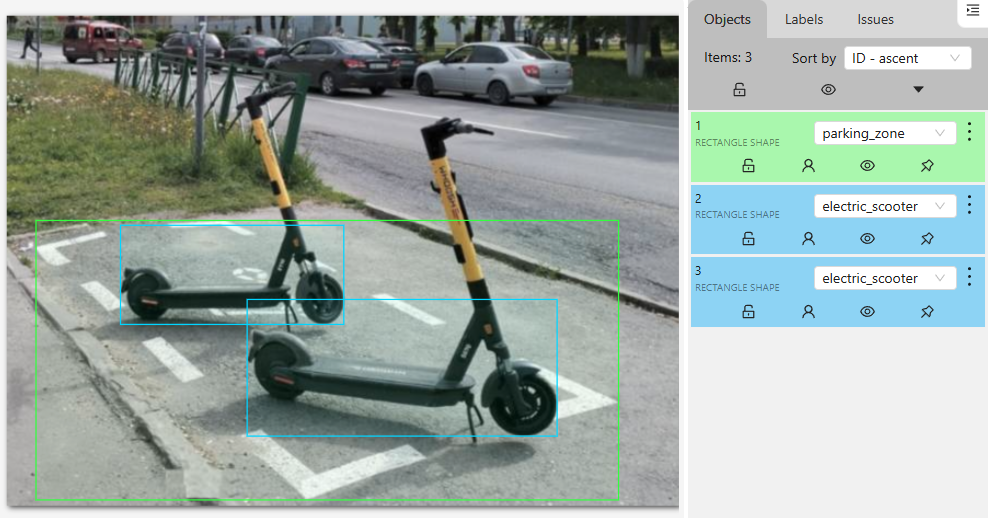 Objects
Labels
Issues
Items: 3
Sort by
ID - ascent
1
RECTANGLE SHAPE
parking_zone
2
RECTANGLE SHAPE
electric_scooter
3
RECTANGLE SHAPE
electric_scooter
WHOOSH